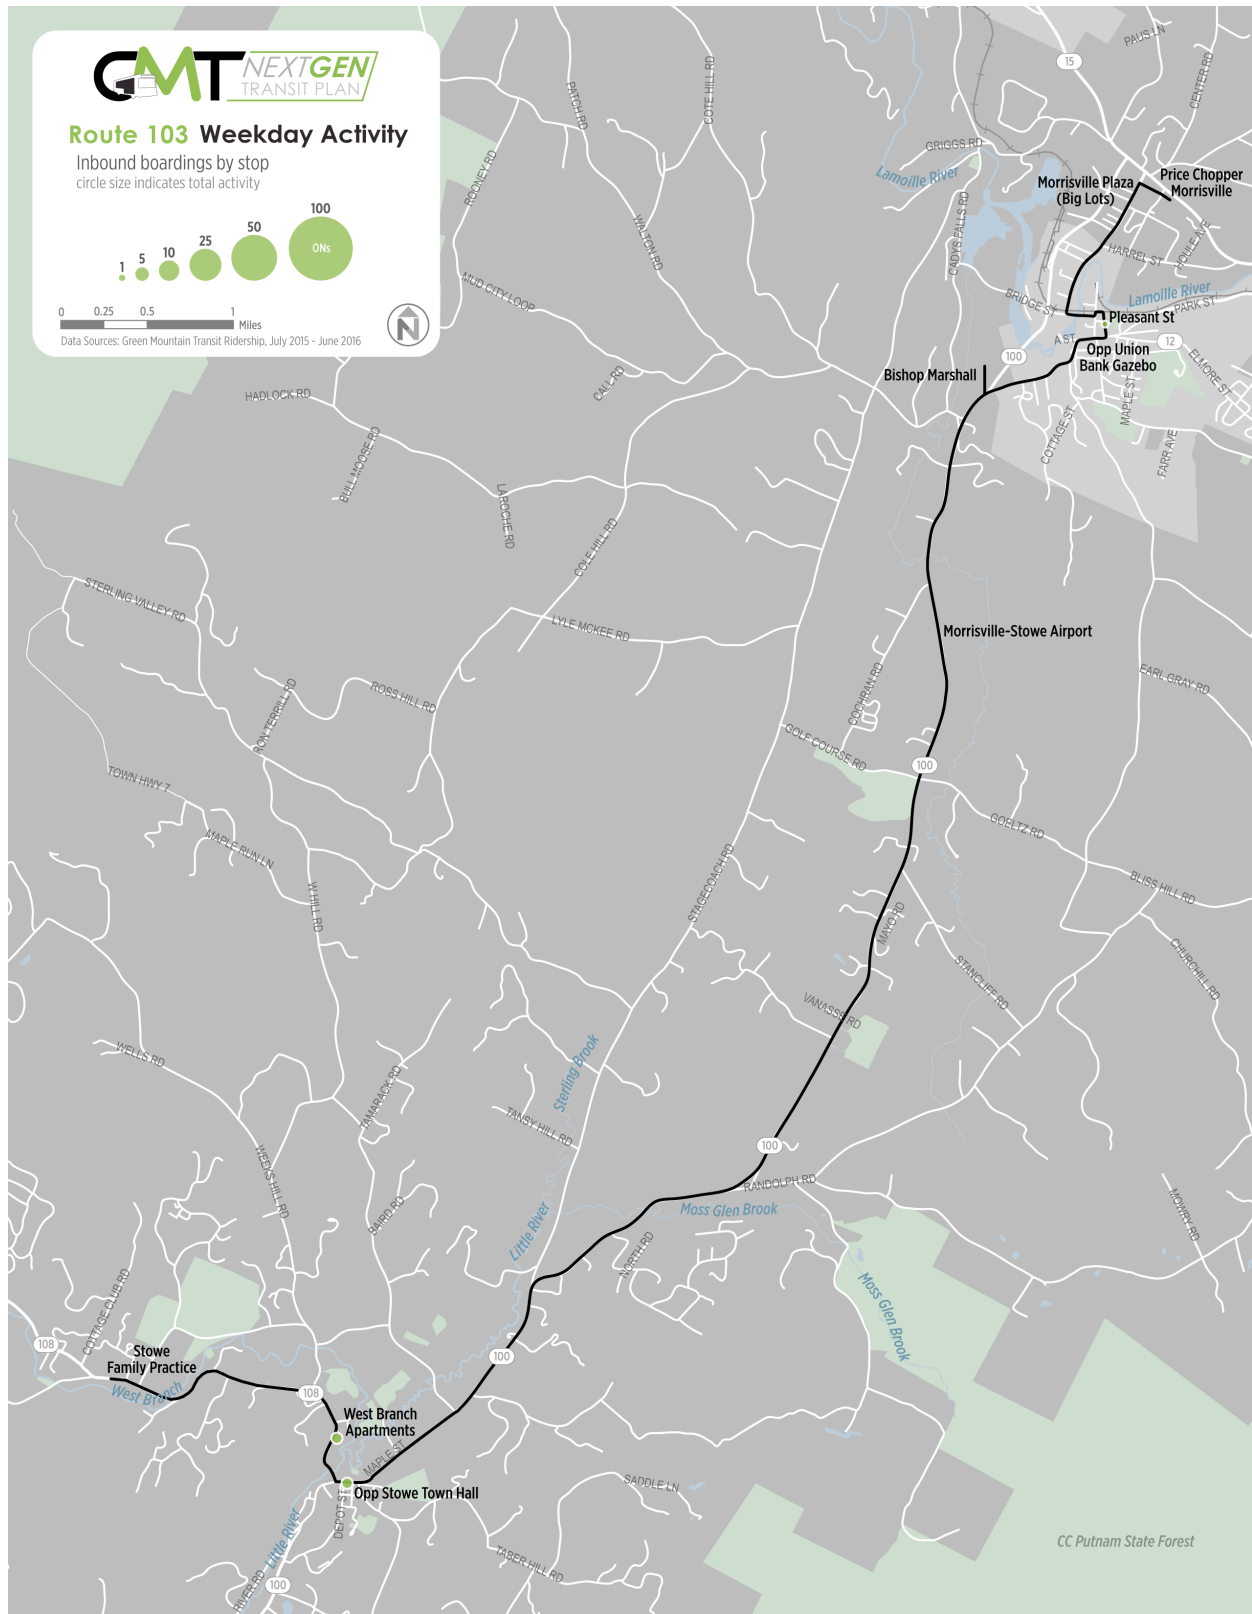 GMT NEXTGEN
TRANSIT PLAN
Route 103 Weekday Activity
Inbound boardings by stop
circle size indicates total activity
1 5 10 25 50 100
ONs
0 0.25 0.5 1
Miles
N
Data Sources: Green Mountain Transit Ridership, July 2015 - June 2016
PAUS LN
15
CENTER RD
COTE HILL RD
PATCH RD
GRIGGS RD
Lamoille River
ROONEY RD
Morrisville Plaza
(Big Lots)
Price Chopper
Morrisville
WALTON RD
CADYS FALLS RD
HARREL ST
HOULE AVE
MUD CITY LOOP
BRIDGE ST
Lamoille River
PARK ST
Pleasant St
A ST
12
100
Opp Union
Bank Gazebo
ELMORE ST
Bishop Marshall
MAPLE ST
CALL RD
HADLOCK RD
COTTAGE ST
FARR AVE
BULL MOOSE RD
LAROCHE RD
COLE HILL RD
STERLING VALLEY RD
LYLE MCKEE RD
Morrisville-Stowe Airport
EARL GRAY RD
COCHRAN RD
ROSS HILL RD
RON TERRILL RD
GOLF COURSE RD
100
TOWN HWY 7
GOELTZ RD
MAPLE RUN LN
BLISS HILL RD
STAGECOACH RD
W HILL RD
MAYO RD
CHURCHILL RD
STANCLIFF RD
VANASSE RD
WELLS RD
Sterling Brook
TAMARACK RD
TANSY HILL RD
100
WEEKS HILL RD
RANDOLPH RD
BAIRD RD
Moss Glen Brook
MOWRY RD
Little River
NORTH RD
Moss Glen Brook
COTTAGE CLUB RD
108
Stowe
Family Practice
100
West Branch
108
West Branch
Apartments
MAPLE ST
Opp Stowe Town Hall
SADDLE LN
DEPOT ST
Little River
CC Putnam State Forest
TABER HILL RD
RIVER RD
100